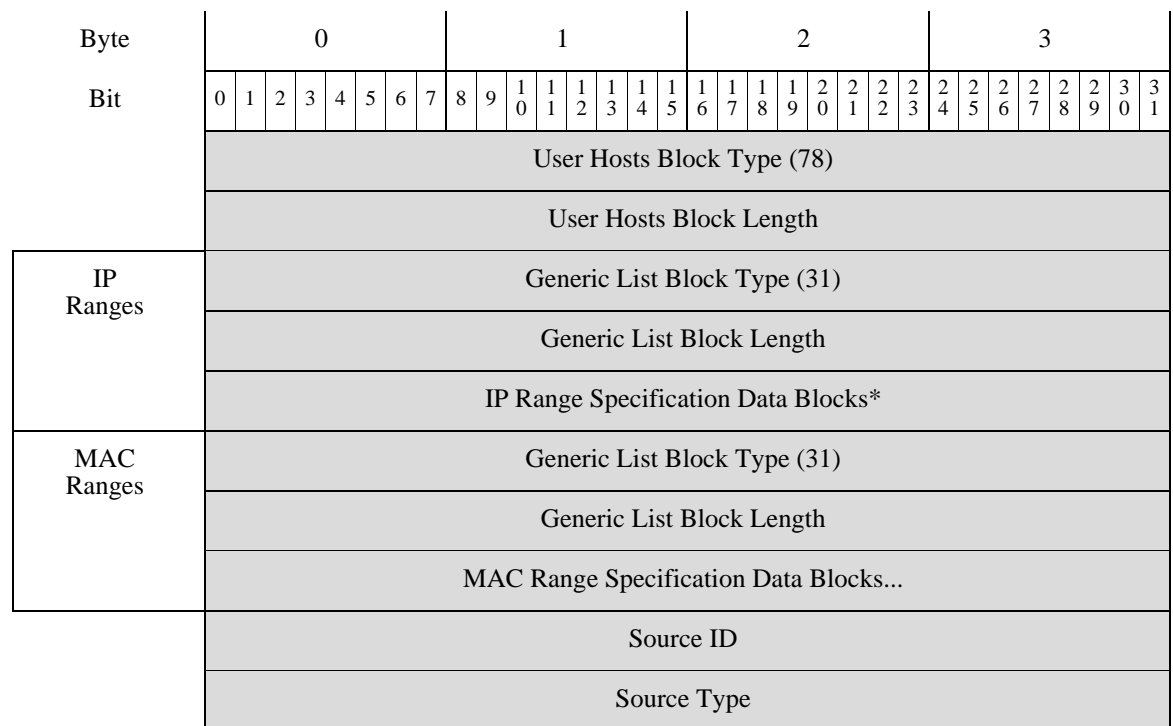 Byte 0 1 2 3
Bit 0 1 2 3 4 5 6 7 8 9 10 11 12 13 14 15 16 17 18 19 20 21 22 23 24 25 26 27 28 29 30 31
User Hosts Block Type (78)
User Hosts Block Length
IP
Ranges
Generic List Block Type (31)
Generic List Block Length
IP Range Specification Data Blocks*
MAC
Ranges
Generic List Block Type (31)
Generic List Block Length
MAC Range Specification Data Blocks...
Source ID
Source Type